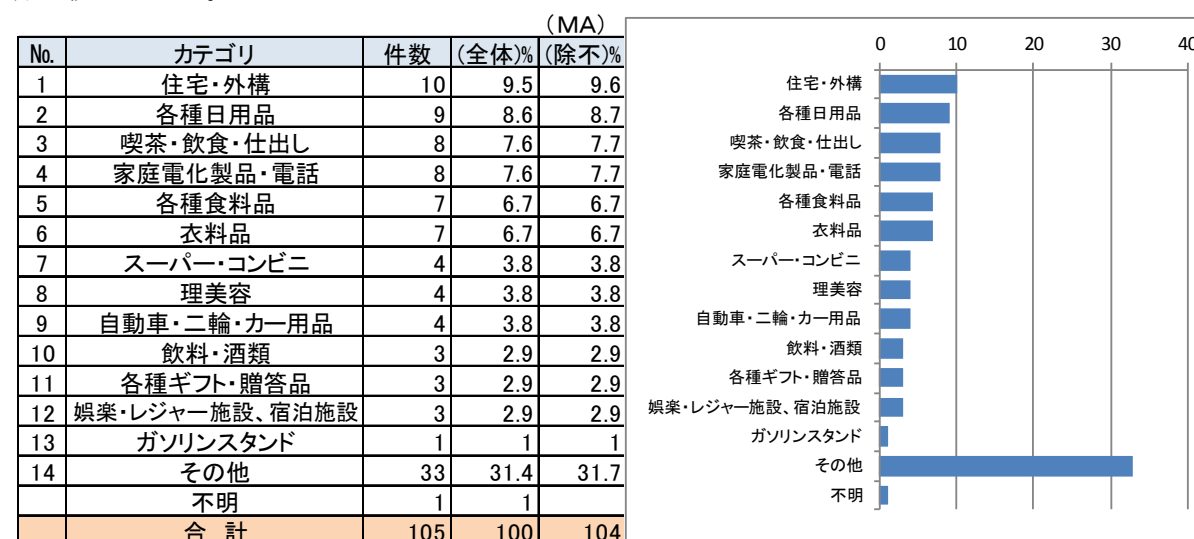 （MA）
No. カテゴリ 件数 (全体)% (除不)%
1 住宅・外構 10 9.5 9.6
2 各種日用品 9 8.6 8.7
3 喫茶・飲食・仕出し 8 7.6 7.7
4 家庭電化製品・電話 8 7.6 7.7
5 各種食料品 7 6.7 6.7
6 衣料品 7 6.7 6.7
7 スーパー・コンビニ 4 3.8 3.8
8 理美容 4 3.8 3.8
9 自動車・二輪・カー用品 4 3.8 3.8
10 飲料・酒類 3 2.9 2.9
11 各種ギフト・贈答品 3 2.9 2.9
12 娯楽・レジャー施設、宿泊施設 3 2.9 2.9
13 ガソリンスタンド 1 1 1
14 その他 33 31.4 31.7
不明 1 1
合 計 105 100 104
0 10 20 30 40
住宅・外構
各種日用品
喫茶・飲食・仕出し
家庭電化製品・電話
各種食料品
衣料品
スーパー・コンビニ
理美容
自動車・二輪・カー用品
飲料・酒類
各種ギフト・贈答品
娯楽・レジャー施設、宿泊施設
ガソリンスタンド
その他
不明